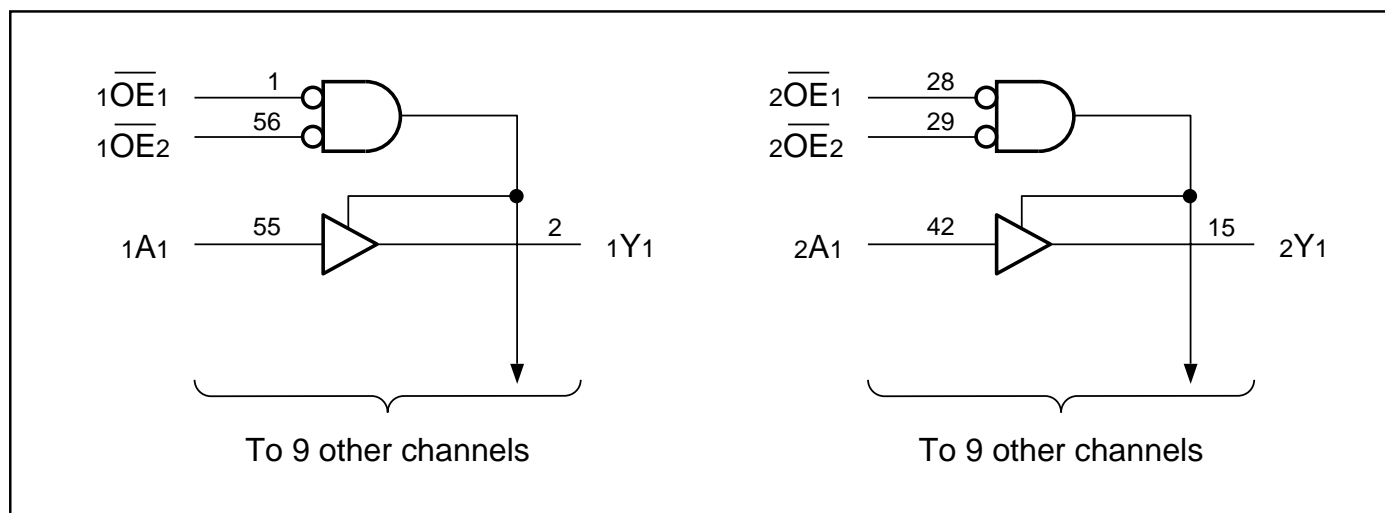 1
1OE1
56
1OE2
55
2
1A1
1Y1
To 9 other channels
28
2OE1
29
2OE2
42
15
2A1
2Y1
To 9 other channels